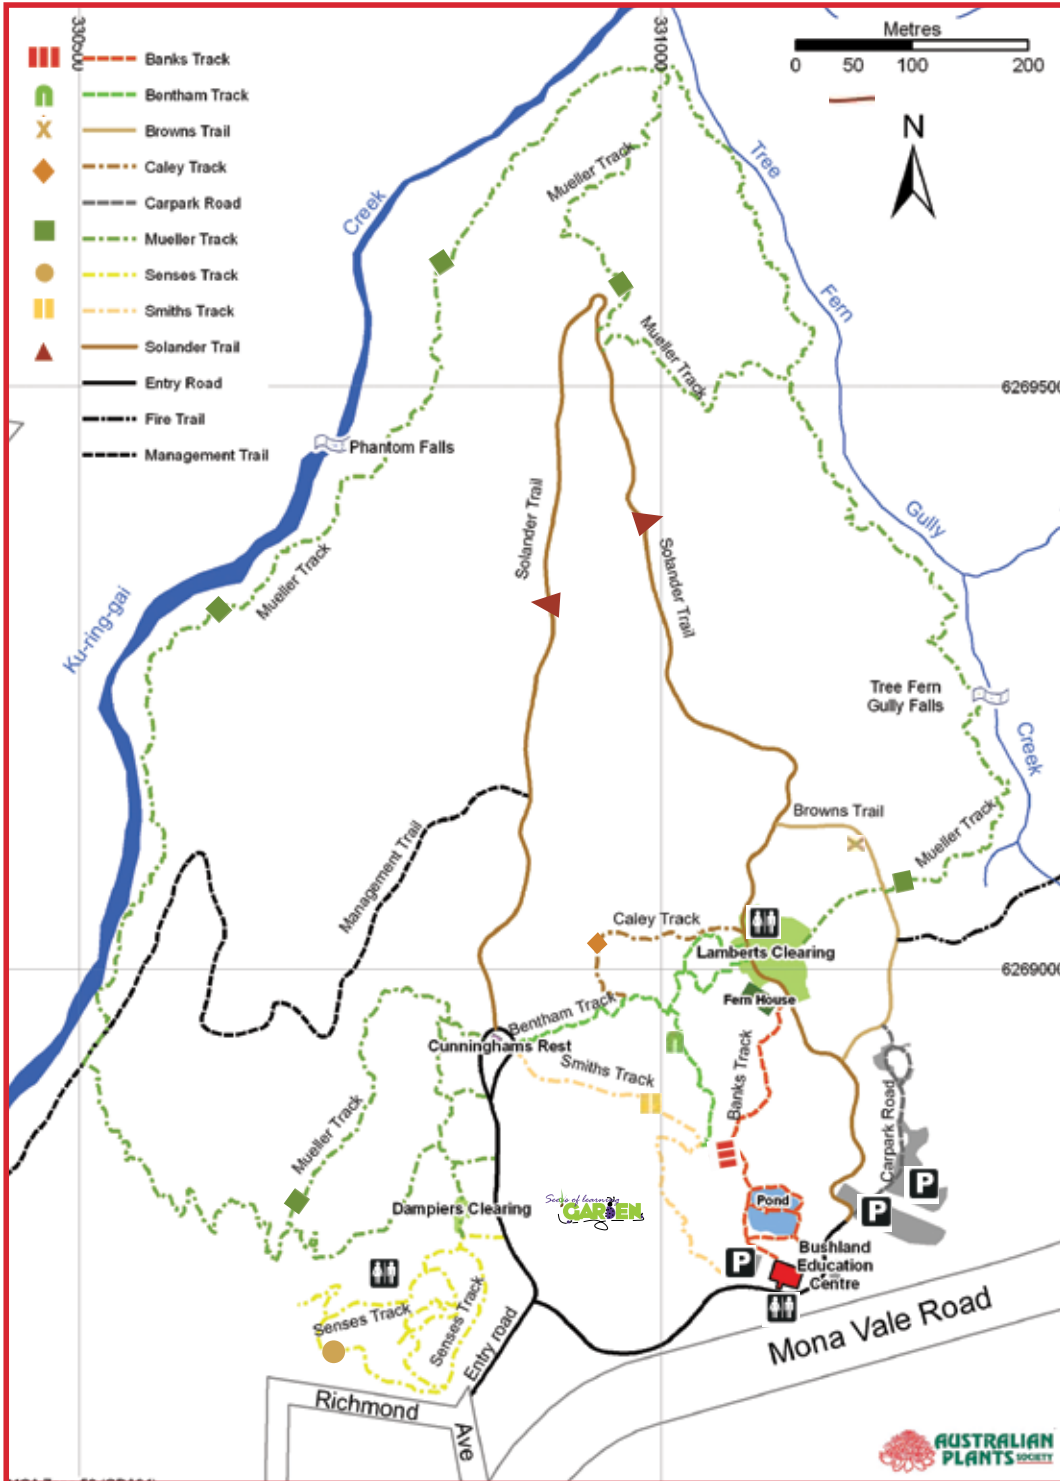 330500
331000
Metres
0 50 100 200
N
Banks Track
Bentham Track
Browns Trail
Caley Track
Carpark Road
Mueller Track
Senses Track
Smiths Track
Solander Trail
Entry Road
Fire Trail
Management Trail
Creek
Mueller Track
Tree
Fern
Mueller Track
6269500
Phantom Falls
Solander Trail
Gully
Mueller Track
Solander Trail
Ku-ring-gai
Tree Fern
Gully Falls
Creek
Browns Trail
Mueller Track
Management Trail
Caley Track
Lamberts Clearing
6269000
Fern House
Bentham Track
Cunninghams Rest
Smiths Track
Banks Track
Carpark Road
Mueller Track
P
Pond
Dampiers Clearing
Sense of learning
GARDEN
P
Bushland
Education
Centre
P
Senses Track
Senses Track
Entry road
Mona Vale Road
Richmond
Ave
AUSTRALIAN
PLANTS SOCIETY